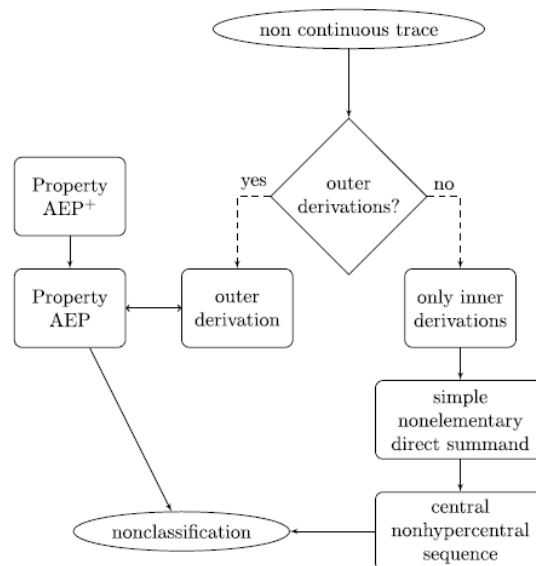 non continuous trace
yes
outer
derivations?
no
Property
AEP⁺
Property
AEP
outer
derivation
only inner
derivations
simple
nonelementary
direct summand
central
nonhypercentral
sequence
nonclassification